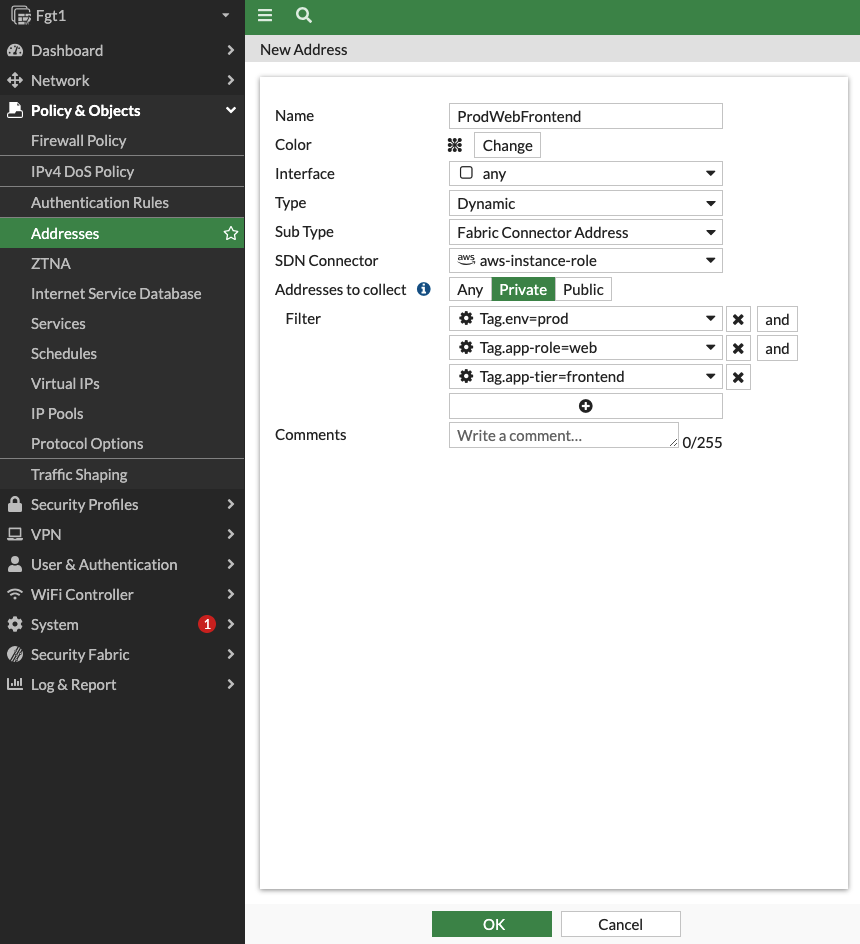 Fgt1
Dashboard
Network
Policy & Objects
Firewall Policy
IPv4 DoS Policy
Authentication Rules
Addresses
ZTNA
Internet Service Database
Services
Schedules
Virtual IPs
IP Pools
Protocol Options
Traffic Shaping
Security Profiles
VPN
User & Authentication
WiFi Controller
System 1
Security Fabric
Log & Report
New Address
Name ProdWebFrontend
Color Change
Interface any
Type Dynamic
Sub Type Fabric Connector Address
SDN Connector aws aws-instance-role
Addresses to collect Any Private Public
Filter Tag.env=prod and
Tag.app-role=web and
Tag.app-tier=frontend
Comments Write a comment... 0/255
OK Cancel